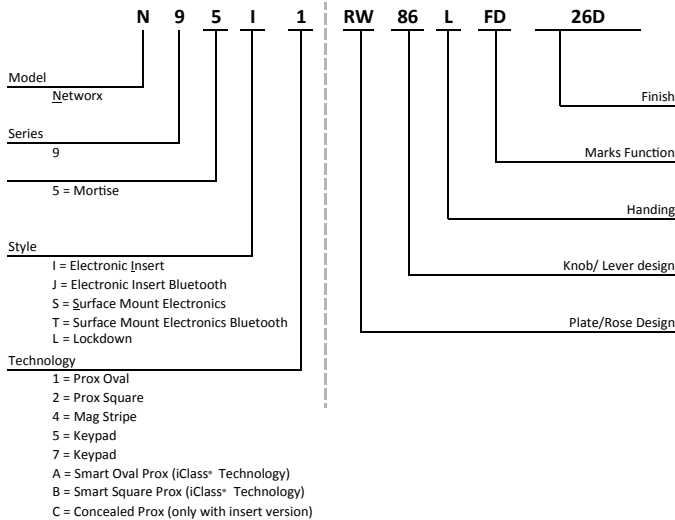 N 9 5 I 1 RW 86 L FD 26D
Model
Networx
Series
9
5 = Mortise
Style
I = Electronic Insert
J = Electronic Insert Bluetooth
S = Surface Mount Electronics
T = Surface Mount Electronics Bluetooth
L = Lockdown
Technology
1 = Prox Oval
2 = Prox Square
4 = Mag Stripe
5 = Keypad
7 = Keypad
A = Smart Oval Prox (iClass® Technology)
B = Smart Square Prox (iClass® Technology)
C = Concealed Prox (only with insert version)
Finish
Marks Function
Handing
Knob/ Lever design
Plate/Rose Design